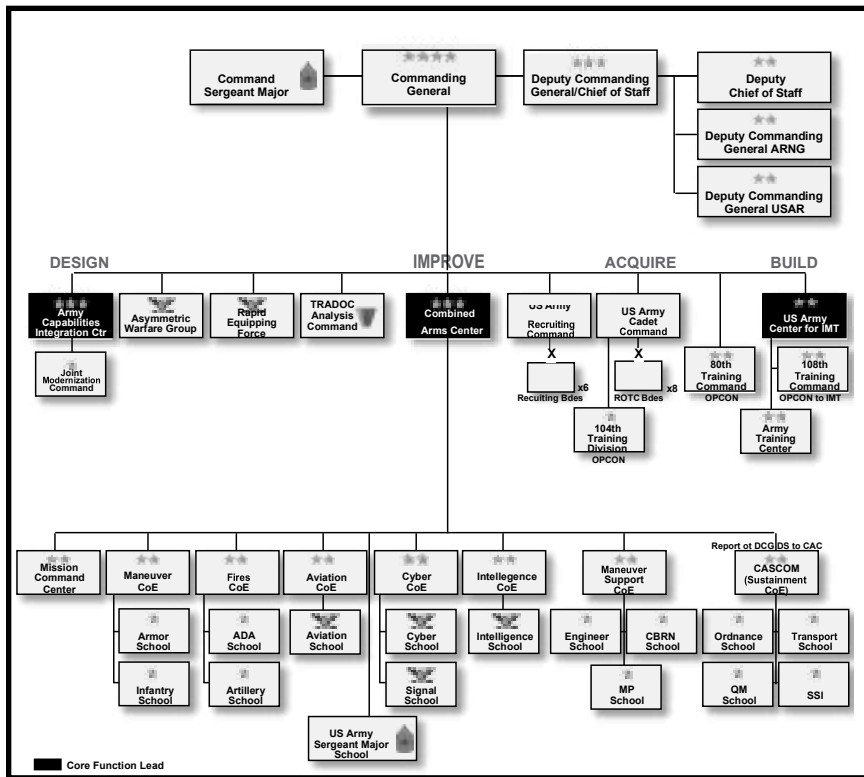 Command
Sergeant Major
Commanding
General
Deputy Commanding
General/Chief of Staff
Deputy
Chief of Staff
Deputy Commanding
General ARNG
Deputy Commanding
General USAR
DESIGN
IMPROVE
ACQUIRE
BUILD
Army
Capabilities
Integration Ctr
Asymmetric
Warfare Group
Rapid
Equipping
Force
TRADOC
Analysis
Command
Combined
Arms Center
US Army
Recruiting
Command
US Army
Cadet
Command
US Army
Center for IMT
Joint
Modernization
Command
X
x6
Recuiting Bdes
X
x8
ROTC Bdes
80th
Training
Command
OPCON
108th
Training
Command
OPCON to IMT
104th
Training
Division
OPCON
Army
Training
Center
Report ot DCG IDS to CAC
Mission
Command
Center
Maneuver
CoE
Fires
CoE
Aviation CoE
Cyber
CoE
Intellegence
CoE
Maneuver
Support
CoE
CASCOM
(Sustainment
CoE)
Armor
School
ADA
School
Aviation
School
Cyber
School
Intelligence
School
Engineer
School
CBRN
School
Ordnance
School
Transport
School
Infantry
School
Artillery
School
Signal
School
MP
School
QM
School
SSI
US Army
Sergeant Major
School
Core Function Lead